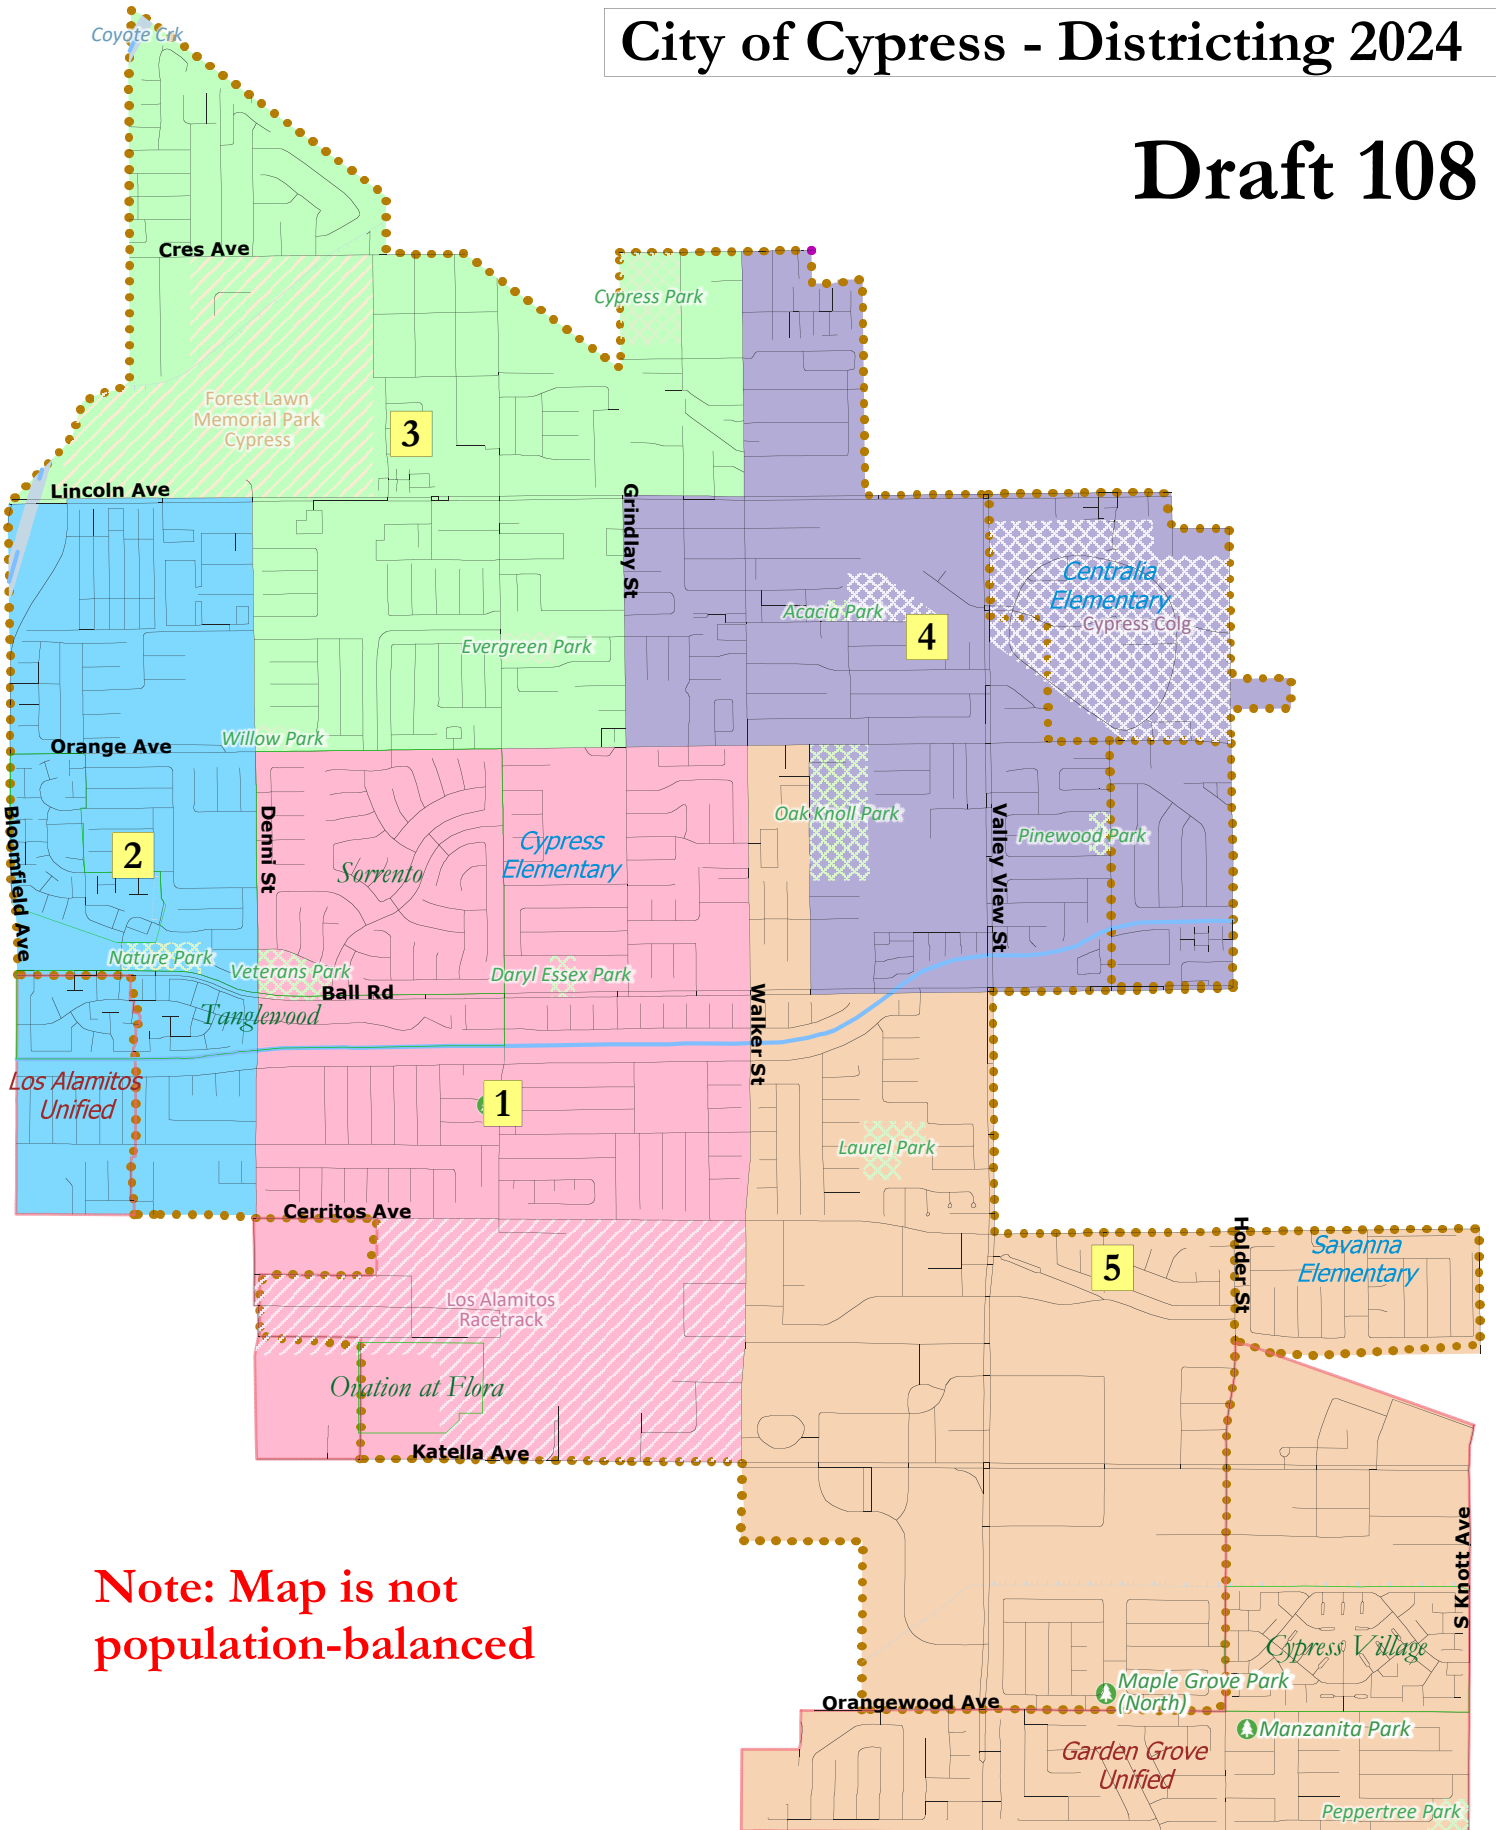 City of Cypress - Districting 2024
Coyote Crk
Draft 108
Cres Ave
Cypress Park
Forest Lawn
Memorial Park
Cypress
3
Lincoln Ave
Grindlay St
Centralia
Elementary
Acacia Park
Cypress Colg
4
Evergreen Park
Willow Park
Orange Ave
Bloomfield Ave
Denni St
Valley View St
Oak Knoll Park
Pinewood Park
2
Cypress
Elementary
Sorrento
Nature Park
Veterans Park
Daryl Essex Park
Ball Rd
Tanglewood
Walker St
Los Alamitos
Unified
1
Laurel Park
Cerritos Ave
Holder St
Savanna
Elementary
5
Los Alamitos
Racetrack
Ovation at Flora
Katella Ave
S Knott Ave
Note: Map is not
population-balanced
Cypress Village
Maple Grove Park
(North)
Orangewood Ave
Manzanita Park
Garden Grove
Unified
Peppertree Park